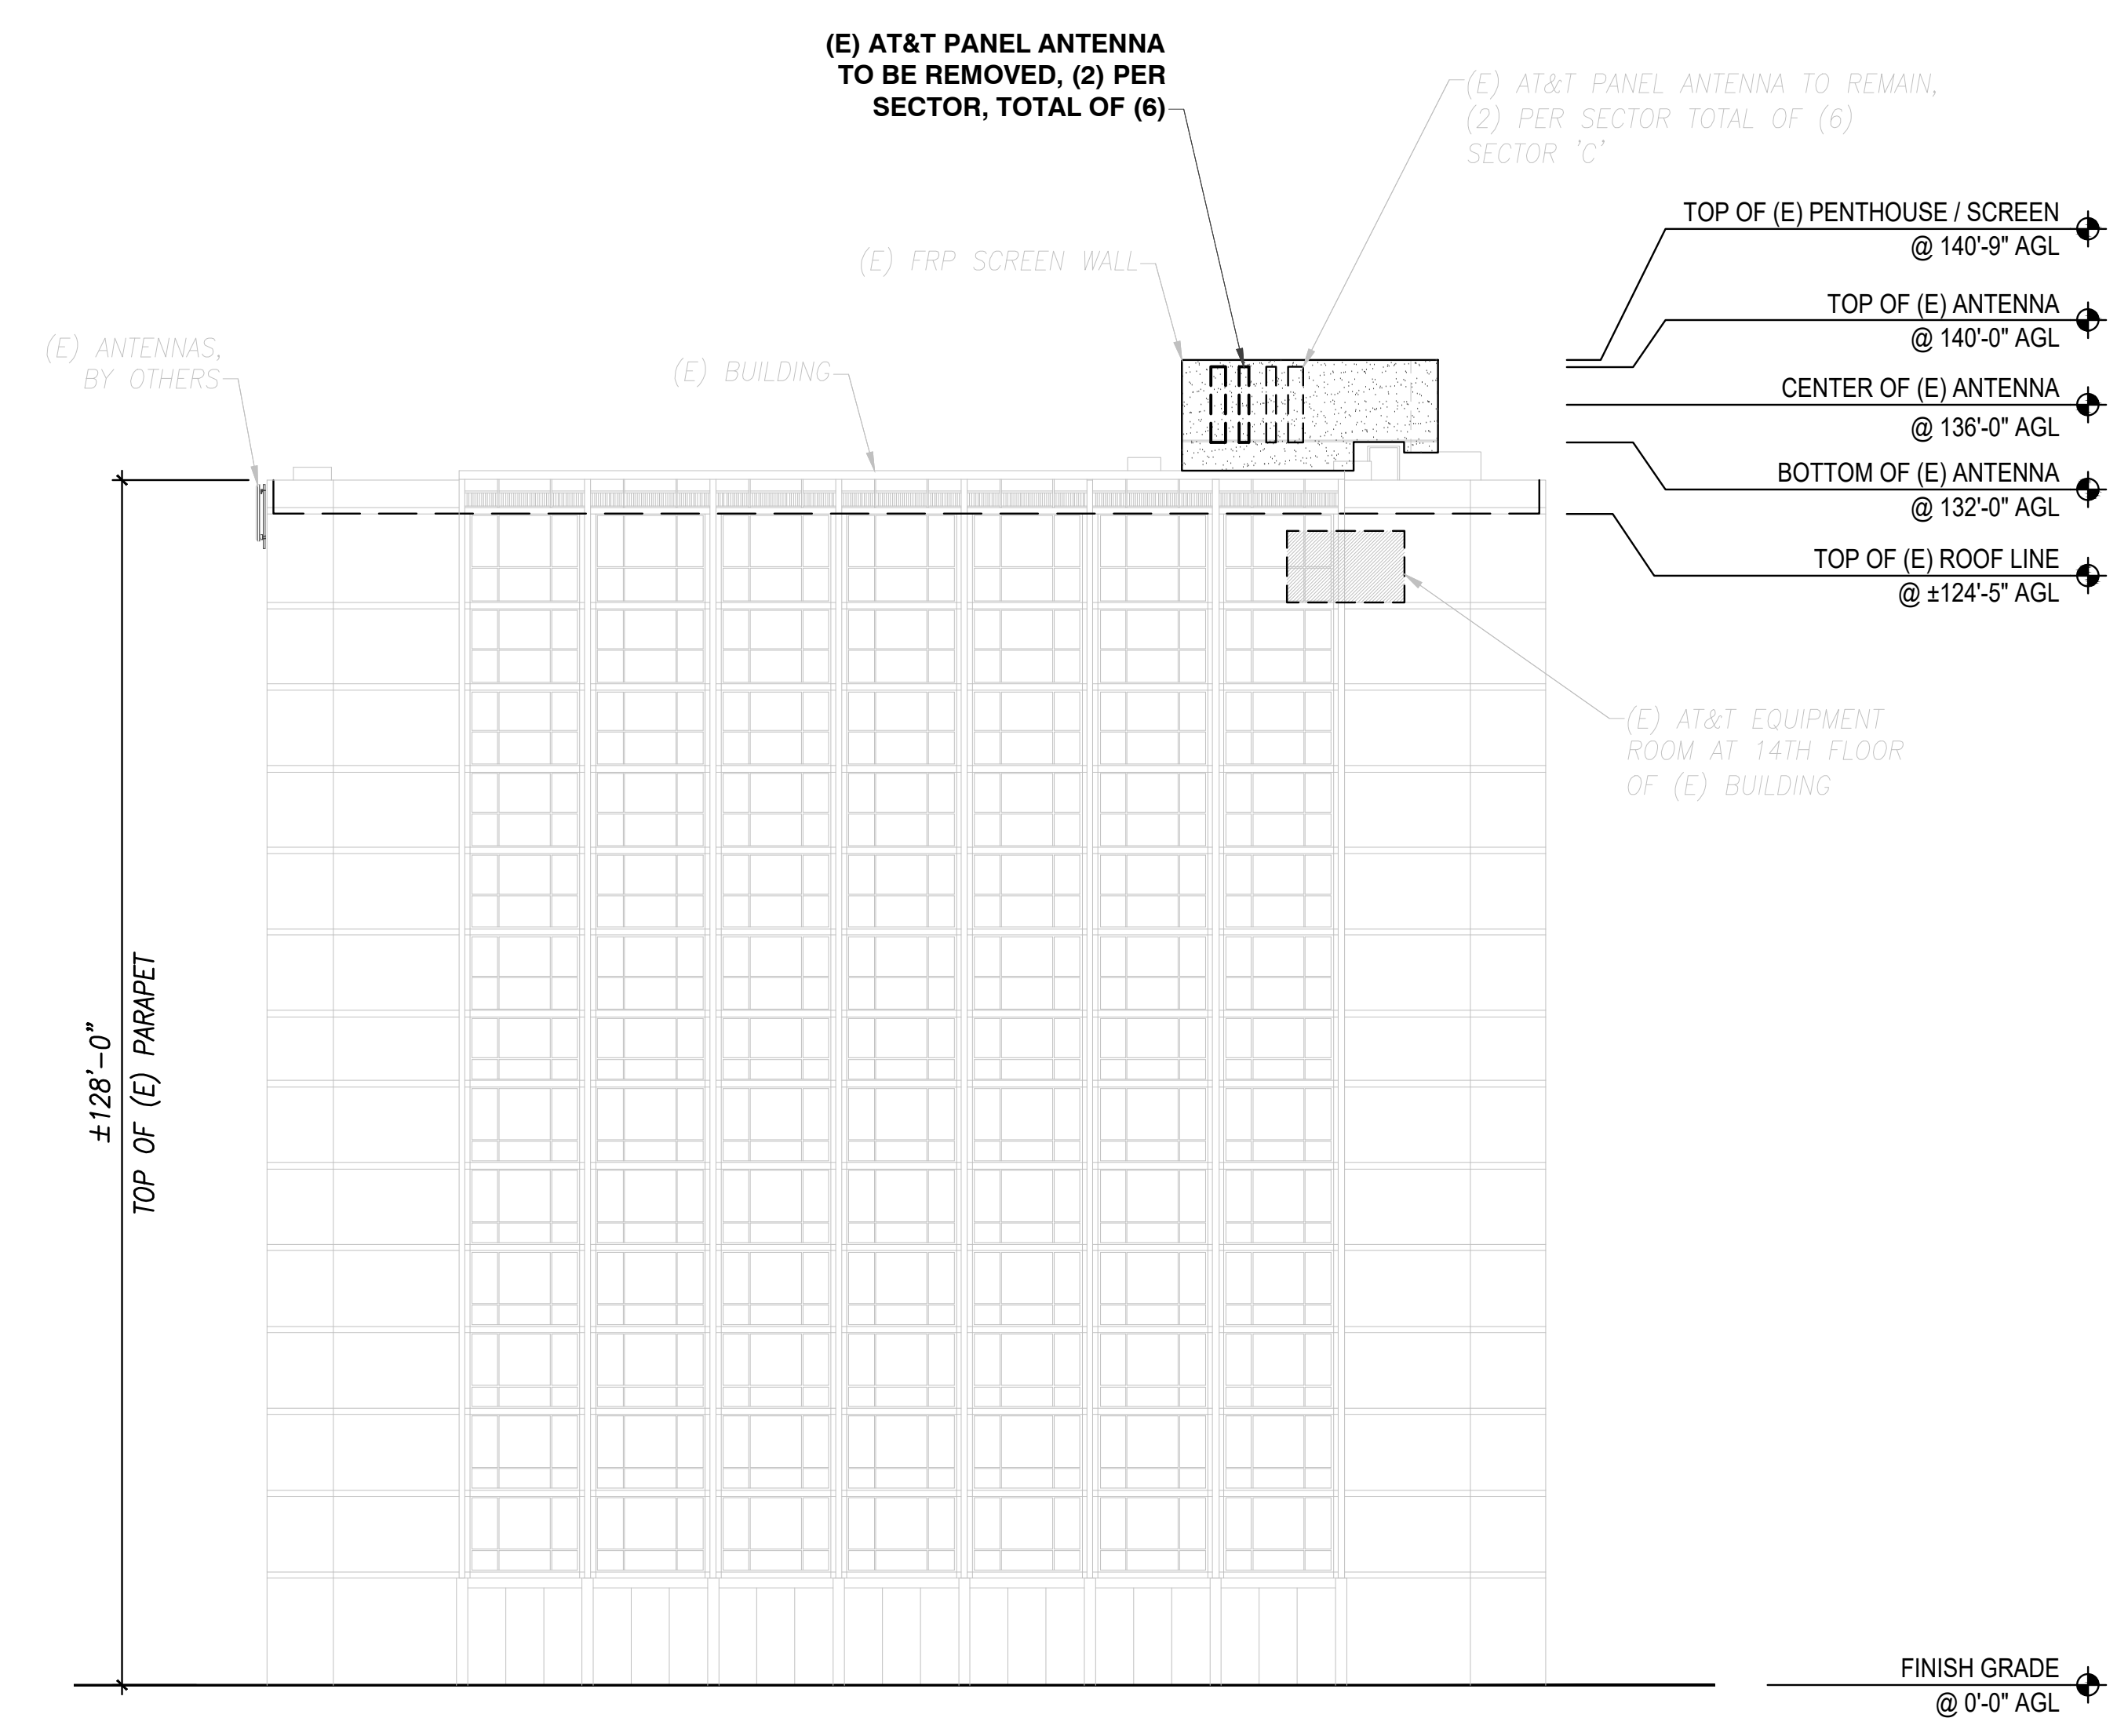 (E) AT&T PANEL ANTENNA
TO BE REMOVED, (2) PER
SECTOR, TOTAL OF (6)
(E) AT&T PANEL ANTENNA TO REMAIN,
(2) PER SECTOR TOTAL OF (6)
SECTOR 'C'
TOP OF (E) PENTHOUSE / SCREEN
@ 140'-9" AGL
(E) FRP SCREEN WALL
TOP OF (E) ANTENNA
@ 140'-0" AGL
(E) ANTENNAS,
BY OTHERS
(E) BUILDING
CENTER OF (E) ANTENNA
@ 136'-0" AGL
BOTTOM OF (E) ANTENNA
@ 132'-0" AGL
TOP OF (E) ROOF LINE
@ ±124'-5" AGL
(E) AT&T EQUIPMENT
ROOM AT 14TH FLOOR
OF (E) BUILDING
±128'-0"
TOP OF (E) PARAPET
FINISH GRADE
@ 0'-0" AGL